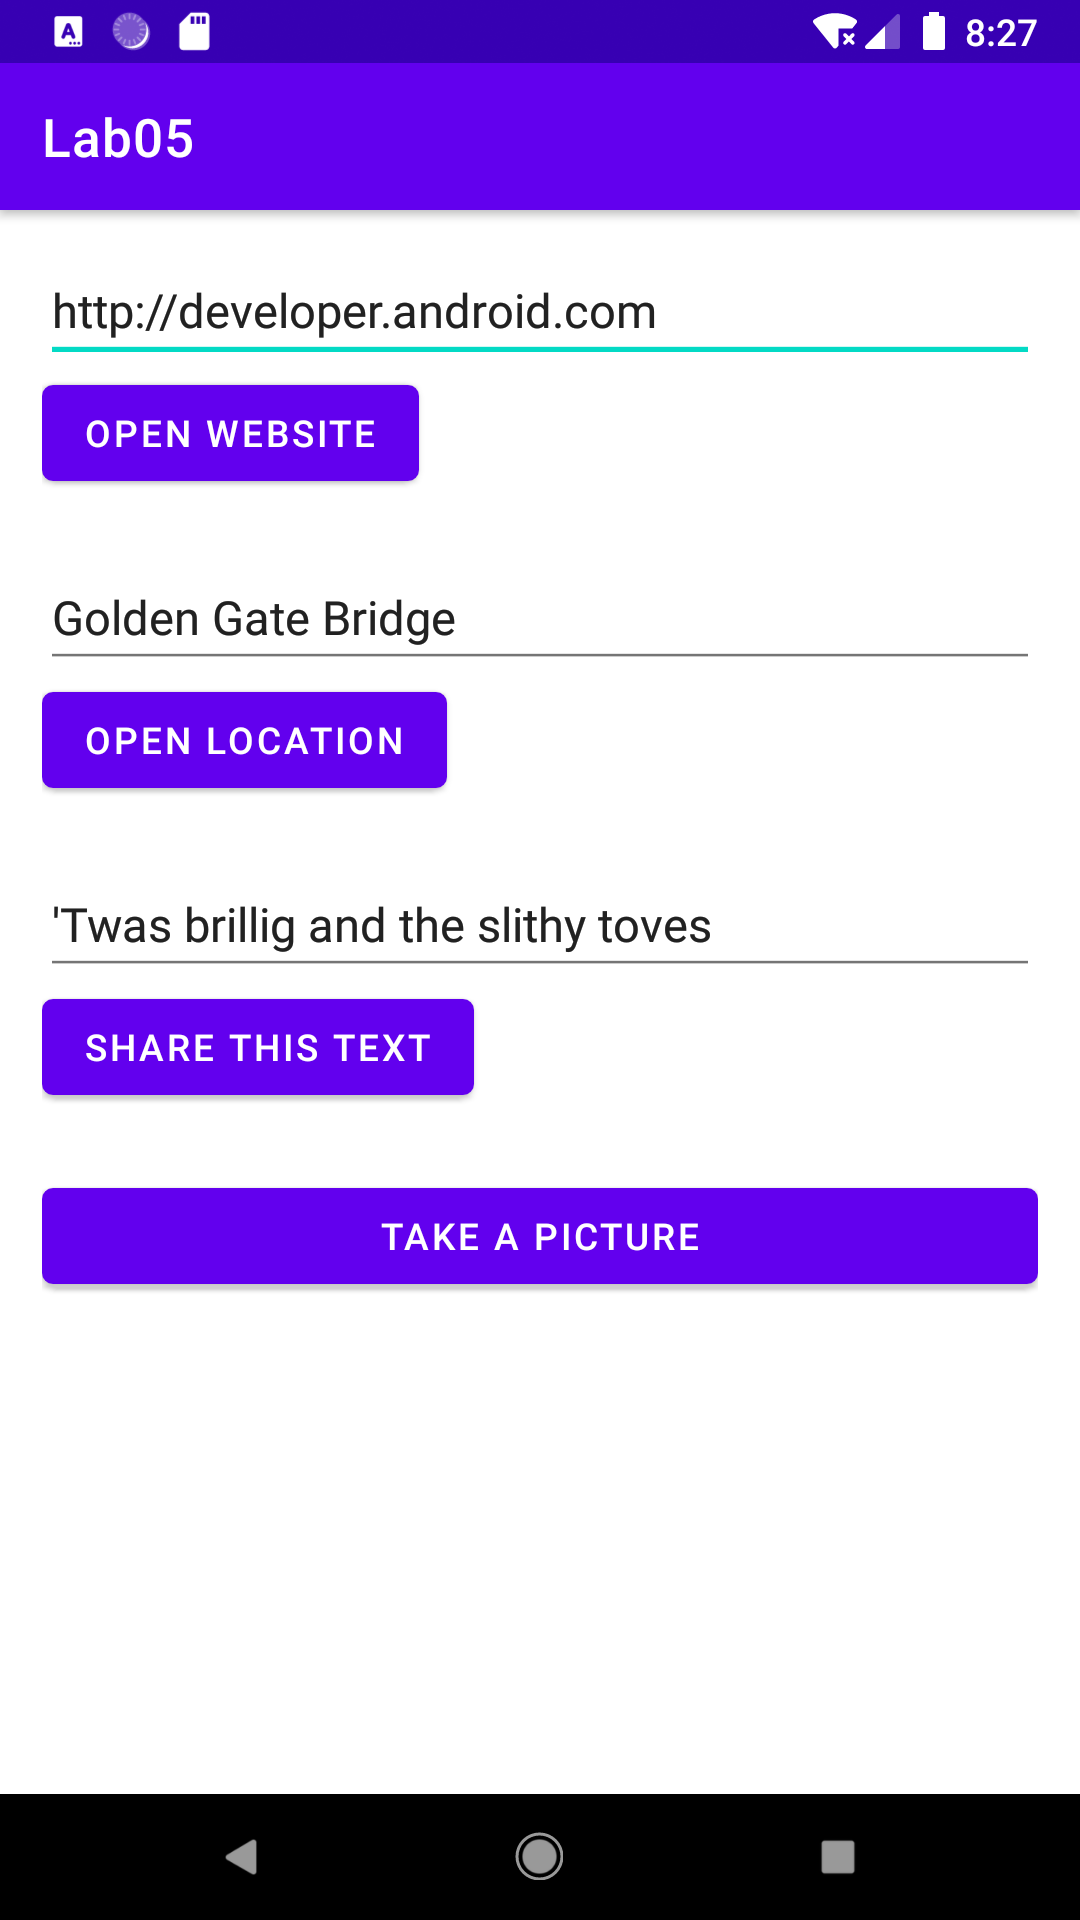 8:27
Lab05
http://developer.android.com
OPEN WEBSITE
Golden Gate Bridge
OPEN LOCATION
'Twas brillig and the slithy toves
SHARE THIS TEXT
TAKE A PICTURE